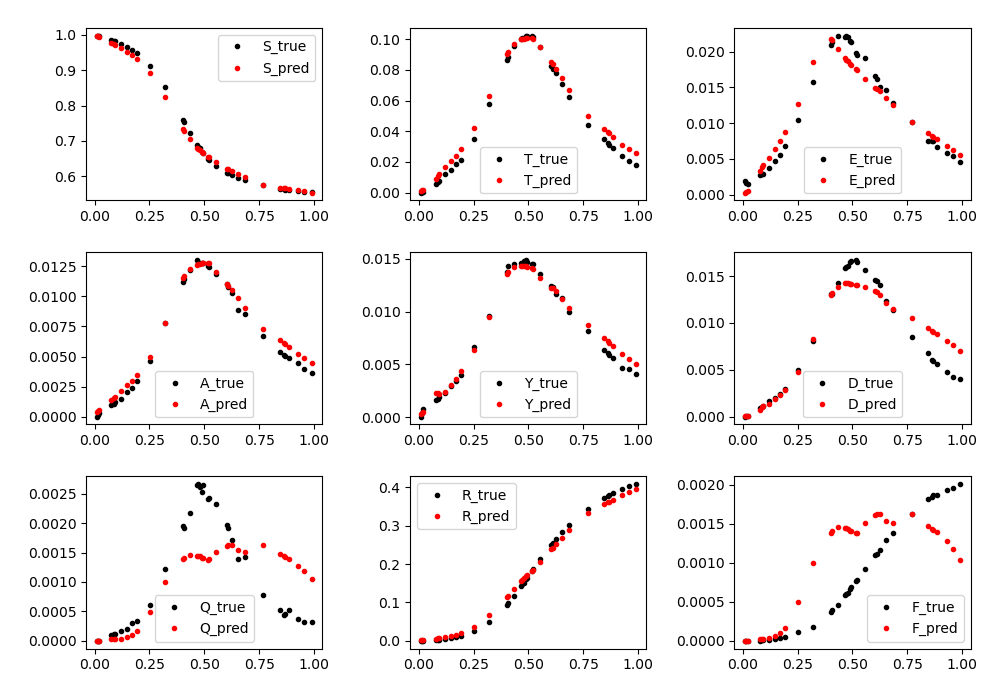 1.0
0.9
0.8
0.7
0.6
0.00 0.25 0.50 0.75 1.00
S_true
S_pred
0.10
0.08
0.06
0.04
0.02
0.00
0.00 0.25 0.50 0.75 1.00
T_true
T_pred
0.020
0.015
0.010
0.005
0.000
0.00 0.25 0.50 0.75 1.00
E_true
E_pred
0.0125
0.0100
0.0075
0.0050
0.0025
0.0000
0.00 0.25 0.50 0.75 1.00
A_true
A_pred
0.015
0.010
0.005
0.000
0.00 0.25 0.50 0.75 1.00
Y_true
Y_pred
0.015
0.010
0.005
0.000
0.00 0.25 0.50 0.75 1.00
D_true
D_pred
0.0025
0.0020
0.0015
0.0010
0.0005
0.0000
0.00 0.25 0.50 0.75 1.00
Q_true
Q_pred
0.4
0.3
0.2
0.1
0.0
0.00 0.25 0.50 0.75 1.00
R_true
R_pred
0.0020
0.0015
0.0010
0.0005
0.0000
0.00 0.25 0.50 0.75 1.00
F_true
F_pred